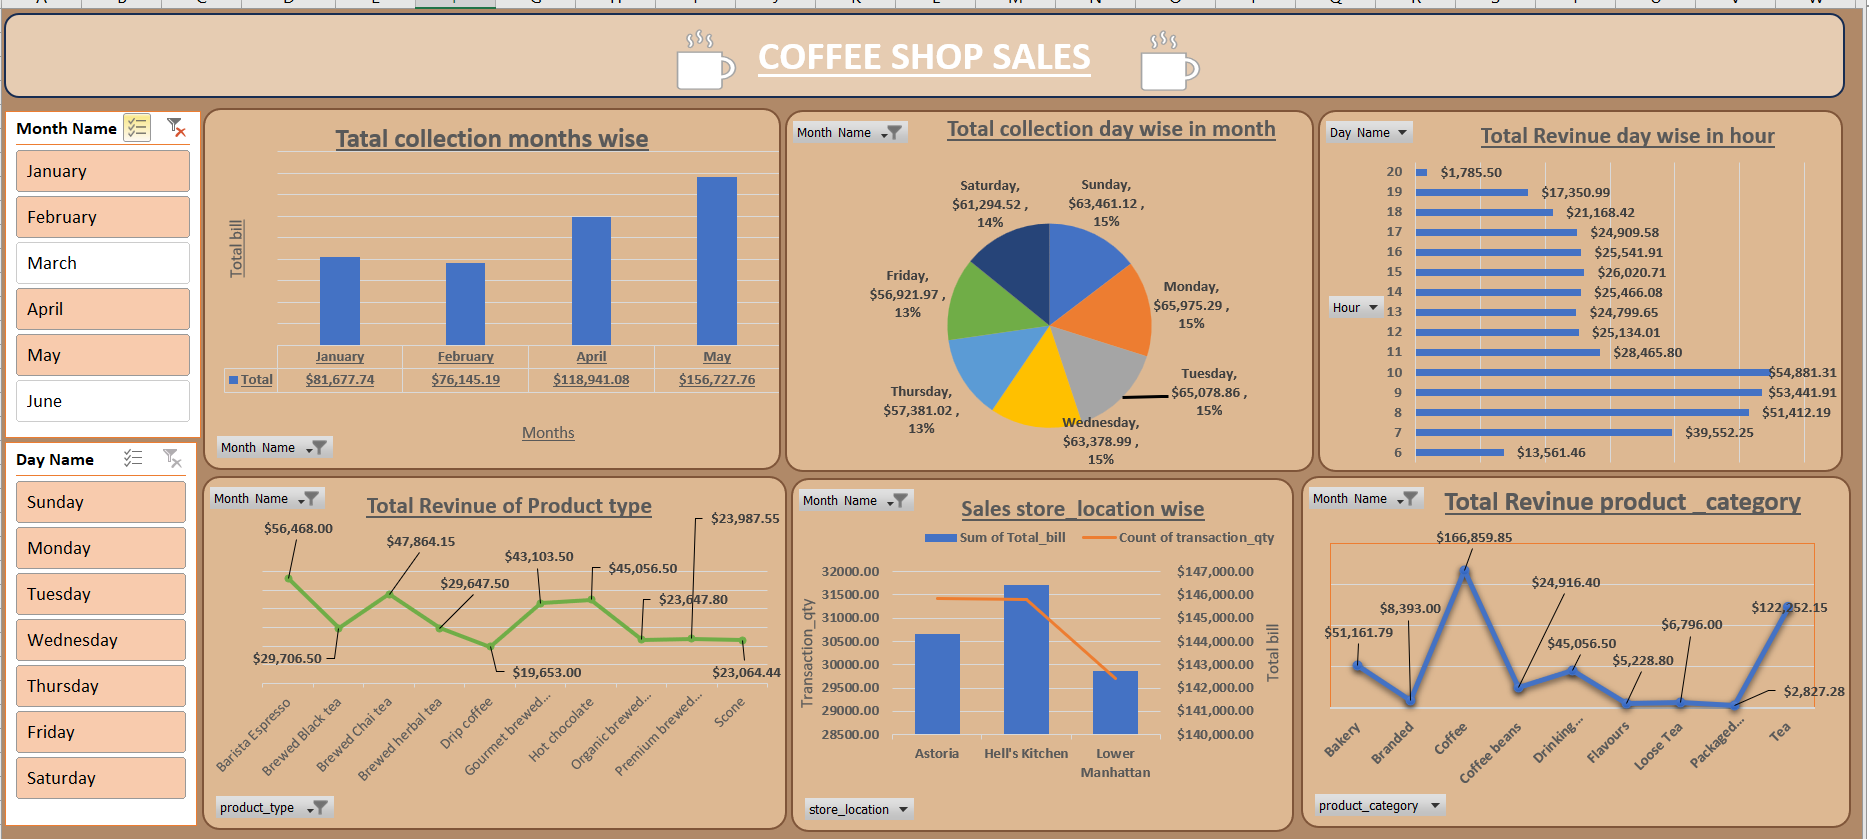 COFFEE SHOP SALES
Month Name
January
February
March
April
May
June
Day Name
Sunday
Monday
Tuesday
Wednesday
Thursday
Friday
Saturday
Tatal collection months wise
Total bill
January February April May
Total $81,677.74 $76,145.19 $118,941.08 $156,727.76
Months
Month Name
Month Name
Total collection day wise in month
Saturday,
$61,294.52 ,
14%
Sunday,
$63,461.12 ,
15%
Friday,
$56,921.97 ,
13%
Monday,
$65,975.29 ,
15%
Thursday,
$57,381.02 ,
13%
Tuesday,
$65,078.86 ,
15%
Wednesday,
$63,378.99 ,
15%
Day Name
Total Revinue day wise in hour
Hour
20 $1,785.50
19 $17,350.99
18 $21,168.42
17 $24,909.58
16 $25,541.91
15 $26,020.71
14 $25,466.08
13 $24,799.65
12 $25,134.01
11 $28,465.80
10 $54,881.31
9 $53,441.91
8 $51,412.19
7 $39,552.25
6 $13,561.46
Month Name
Total Revinue of Product type
$56,468.00
$29,706.50
$47,864.15
$29,647.50
$19,653.00
$43,103.50
$45,056.50
$23,647.80
$23,987.55
$23,064.44
Barista Espresso
Brewed Black tea
Brewed Chai tea
Brewed herbal tea
Drip coffee
Gourmet brewed...
Hot chocolate
Organic brewed...
Premium brewed...
Scone
product_type
Month Name
Sales store_location wise
Sum of Total_bill Count of transaction_qty
Transaction_qty
32000.00
31500.00
31000.00
30500.00
30000.00
29500.00
29000.00
28500.00
$147,000.00
$146,000.00
$145,000.00
$144,000.00
$143,000.00
$142,000.00
$141,000.00
$140,000.00
Total bill
Astoria
Hell's Kitchen
Lower
Manhattan
store_location
Month Name
Total Revinue product _category
$51,161.79
$8,393.00
$166,859.85
$24,916.40
$45,056.50
$5,228.80
$6,796.00
$2,827.28
$122,252.15
Bakery
Branded
Coffee
Coffee beans
Drinking...
Flavours
Loose Tea
Packaged...
Tea
product_category